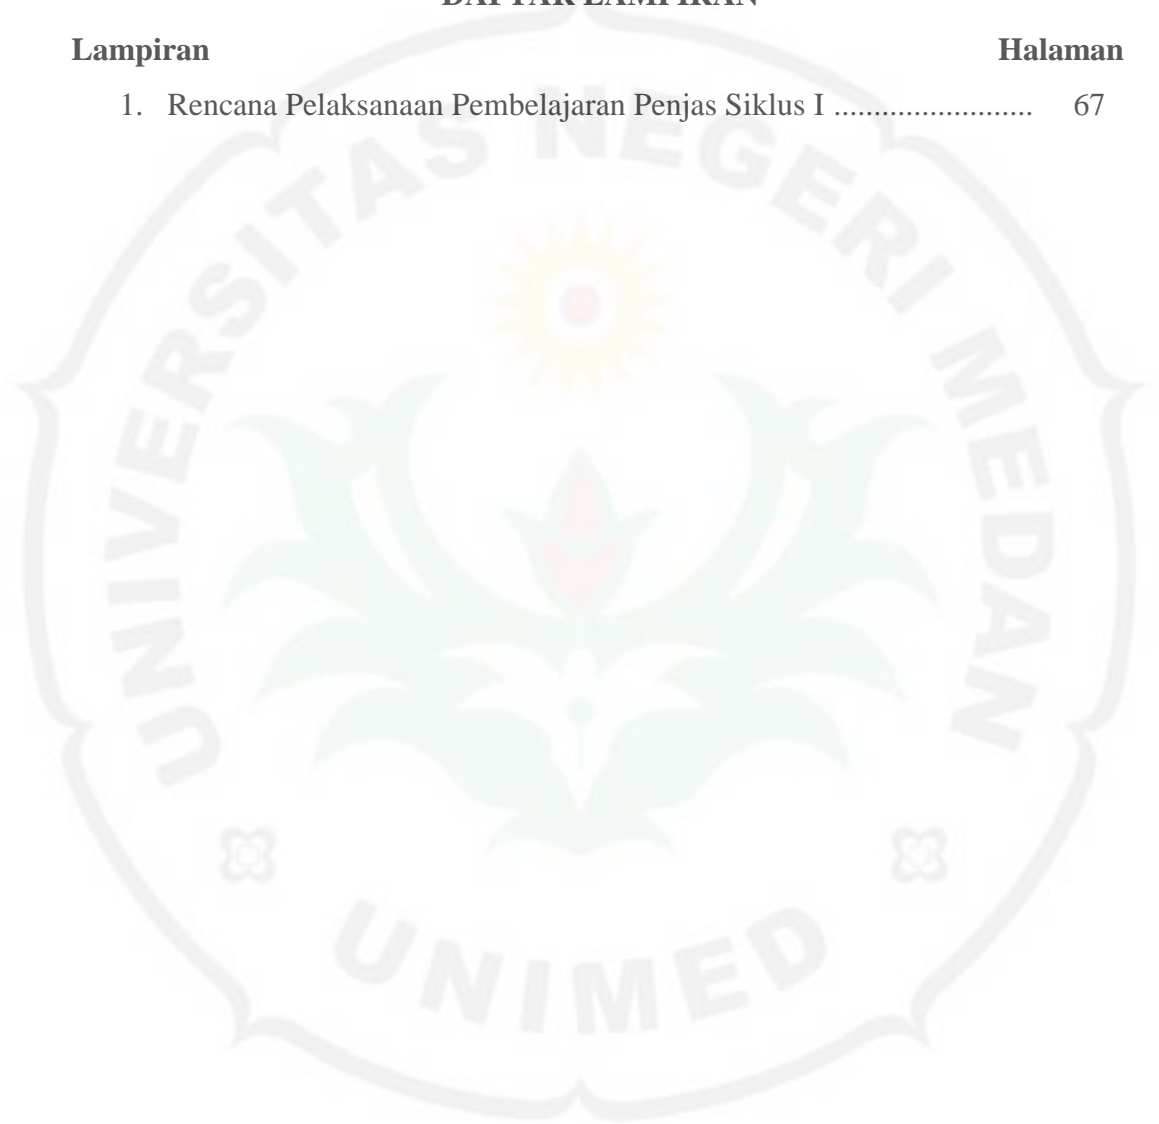 DAFTAR LAMPIRAN
Lampiran Halaman
1. Rencana Pelaksanaan Pembelajaran Penjas Siklus I ......................... 67
UNIVERSITAS NEGERI MEDAN
UNIMED